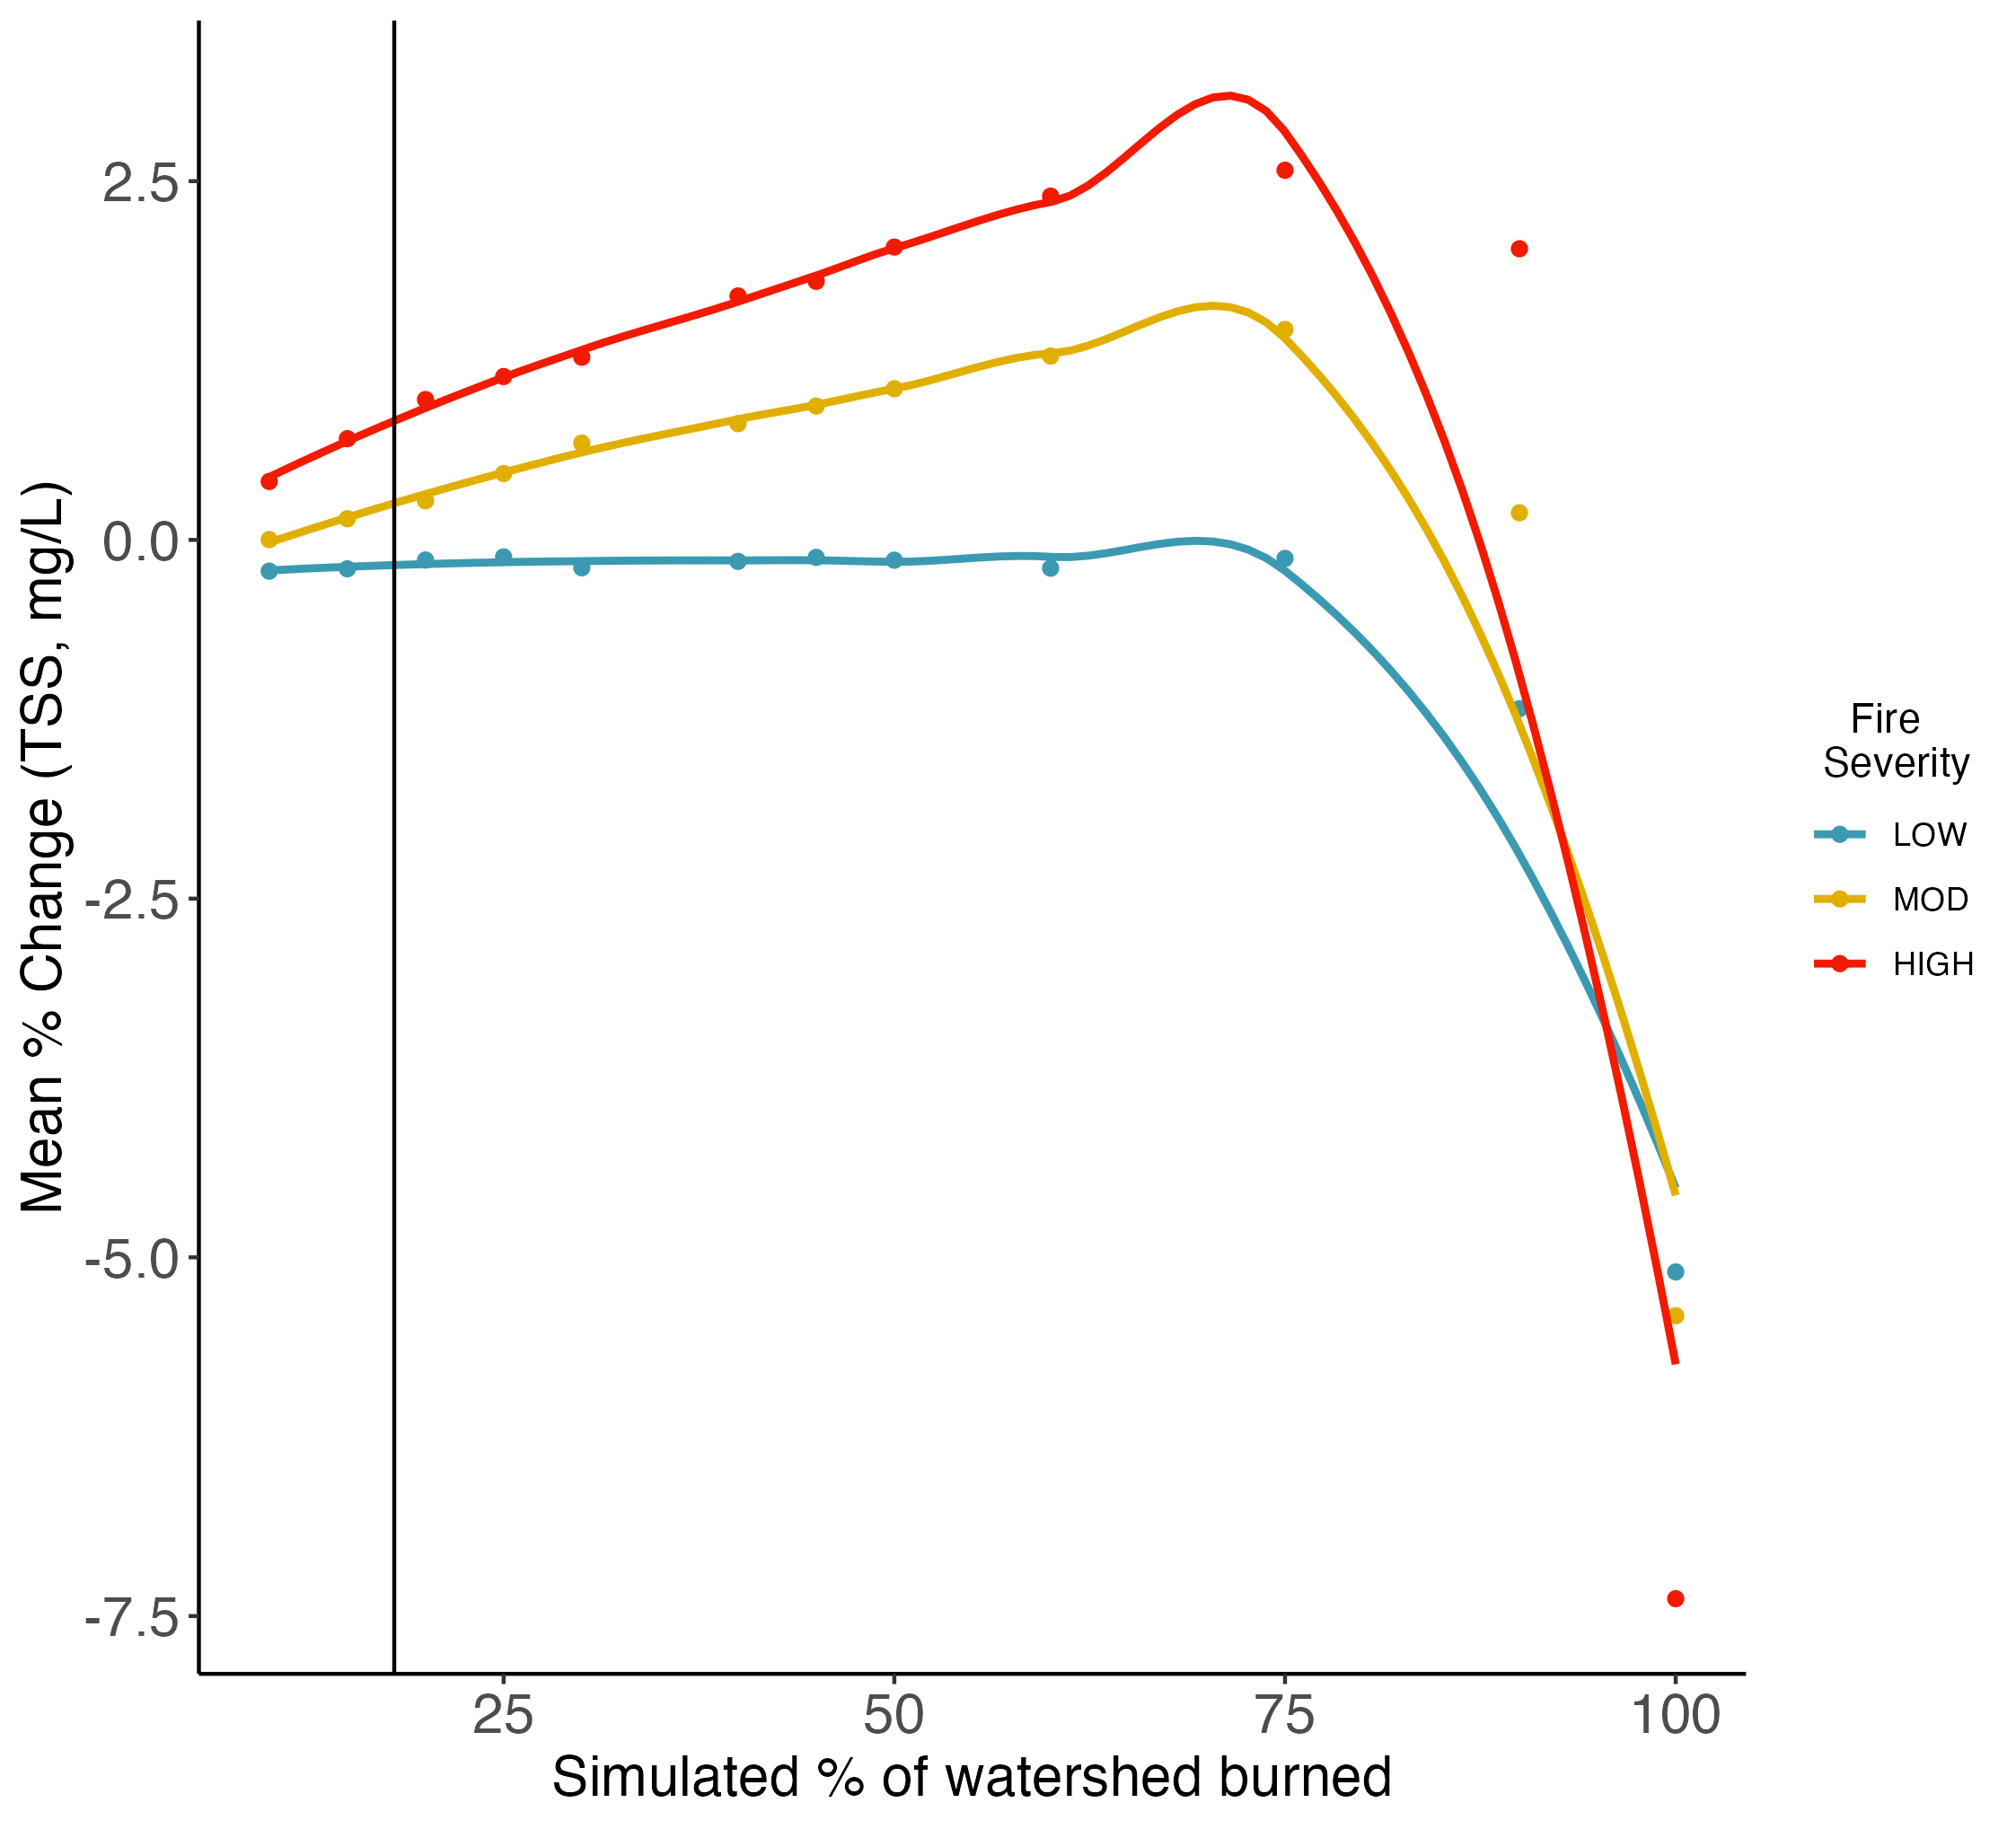 Mean % Change (TSS, mg/L)
2.5
0.0
-2.5
-5.0
-7.5
25 50 75 100
Simulated % of watershed burned
Fire
Severity
LOW
MOD
HIGH